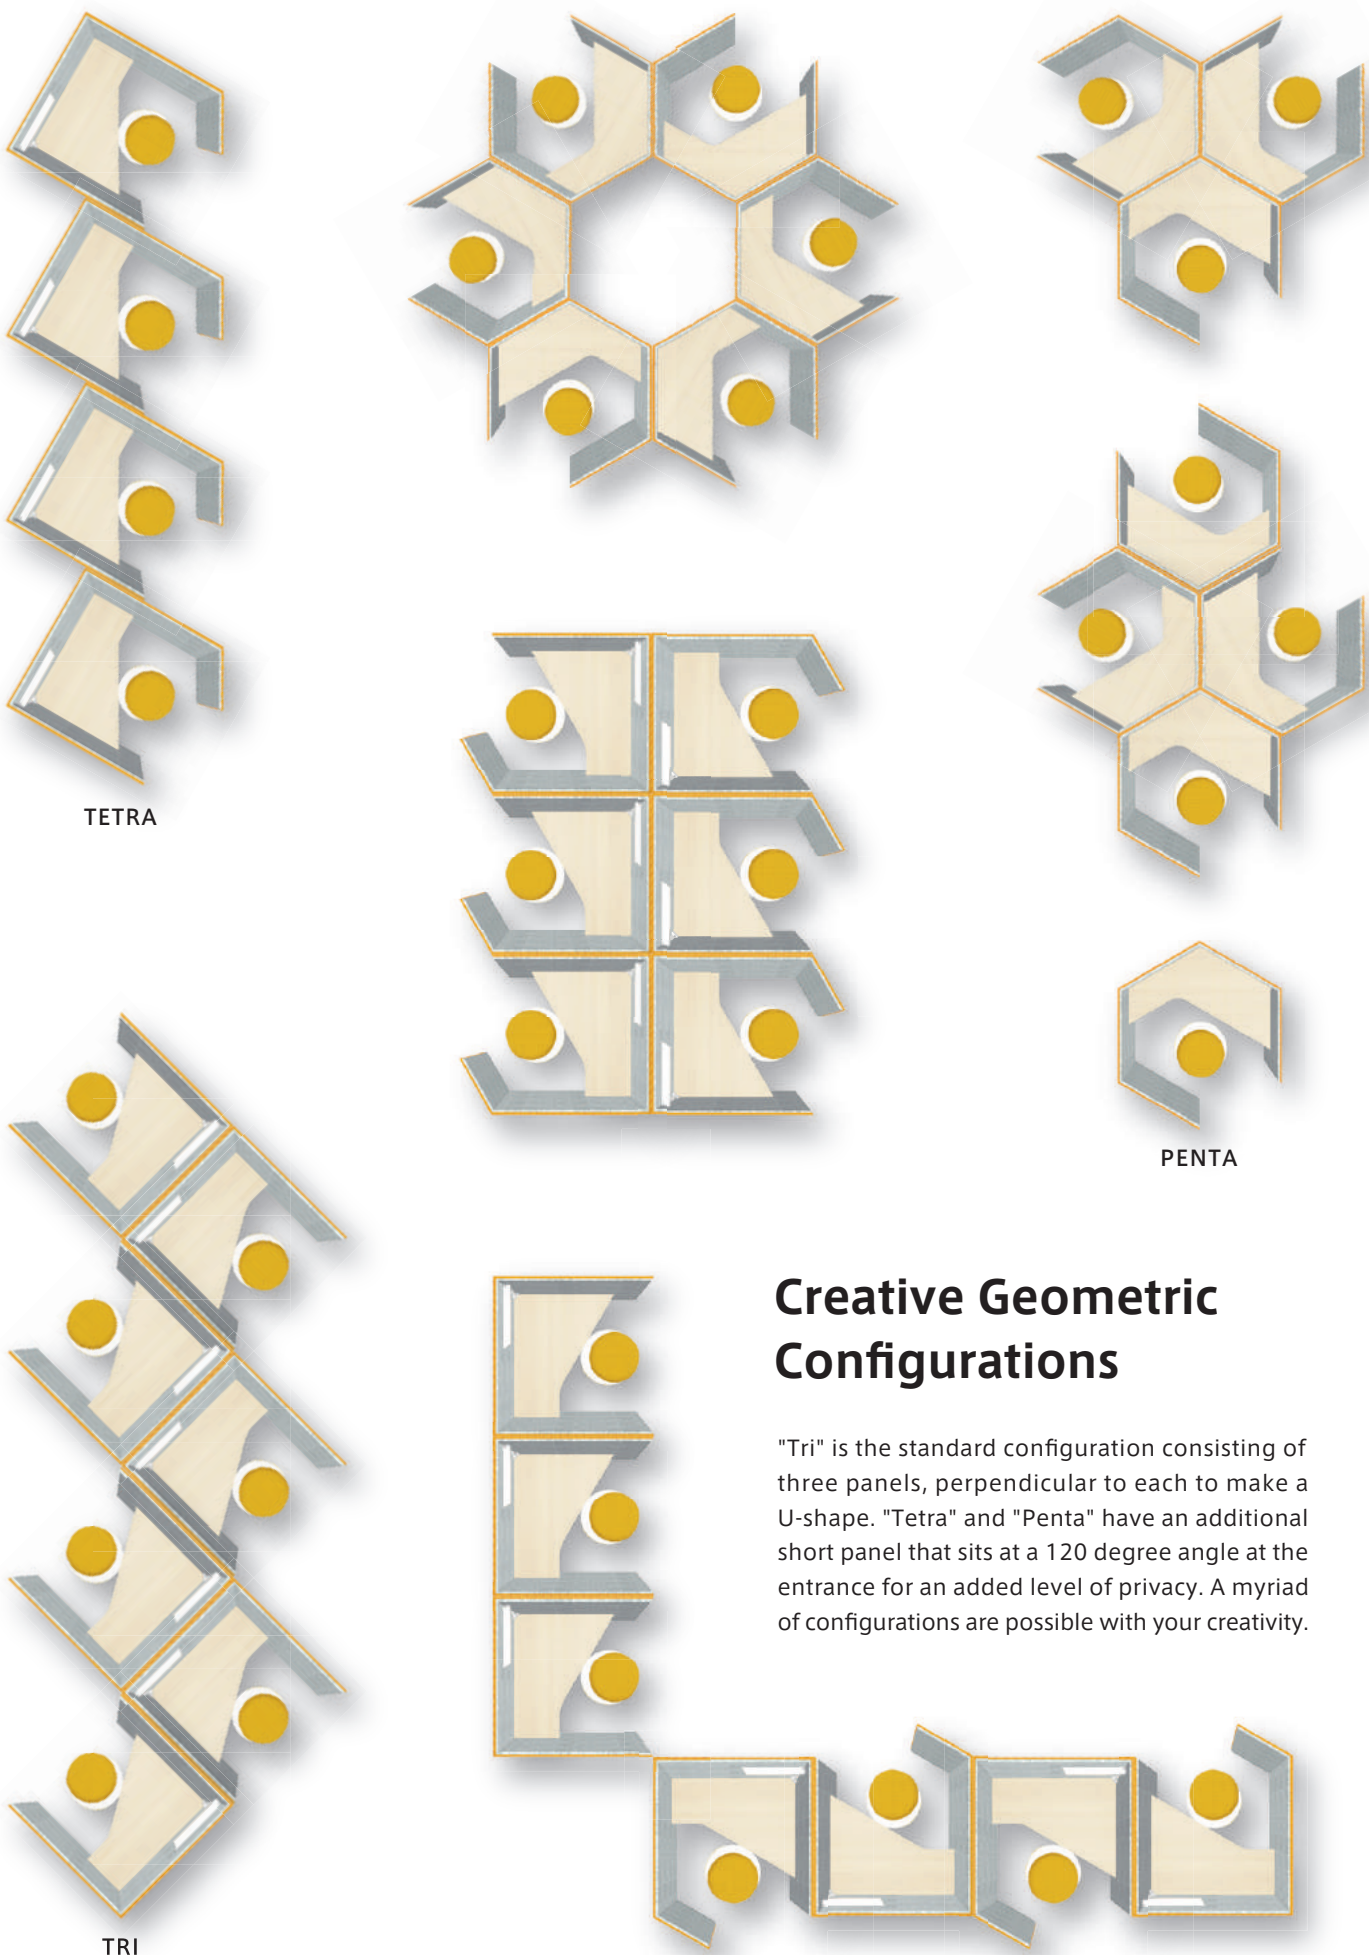 TETRA
PENTA
Creative Geometric
Configurations
"Tri" is the standard configuration consisting of
three panels, perpendicular to each to make a
U-shape. "Tetra" and "Penta" have an additional
short panel that sits at a 120 degree angle at the
entrance for an added level of privacy. A myriad
of configurations are possible with your creativity.
TRI